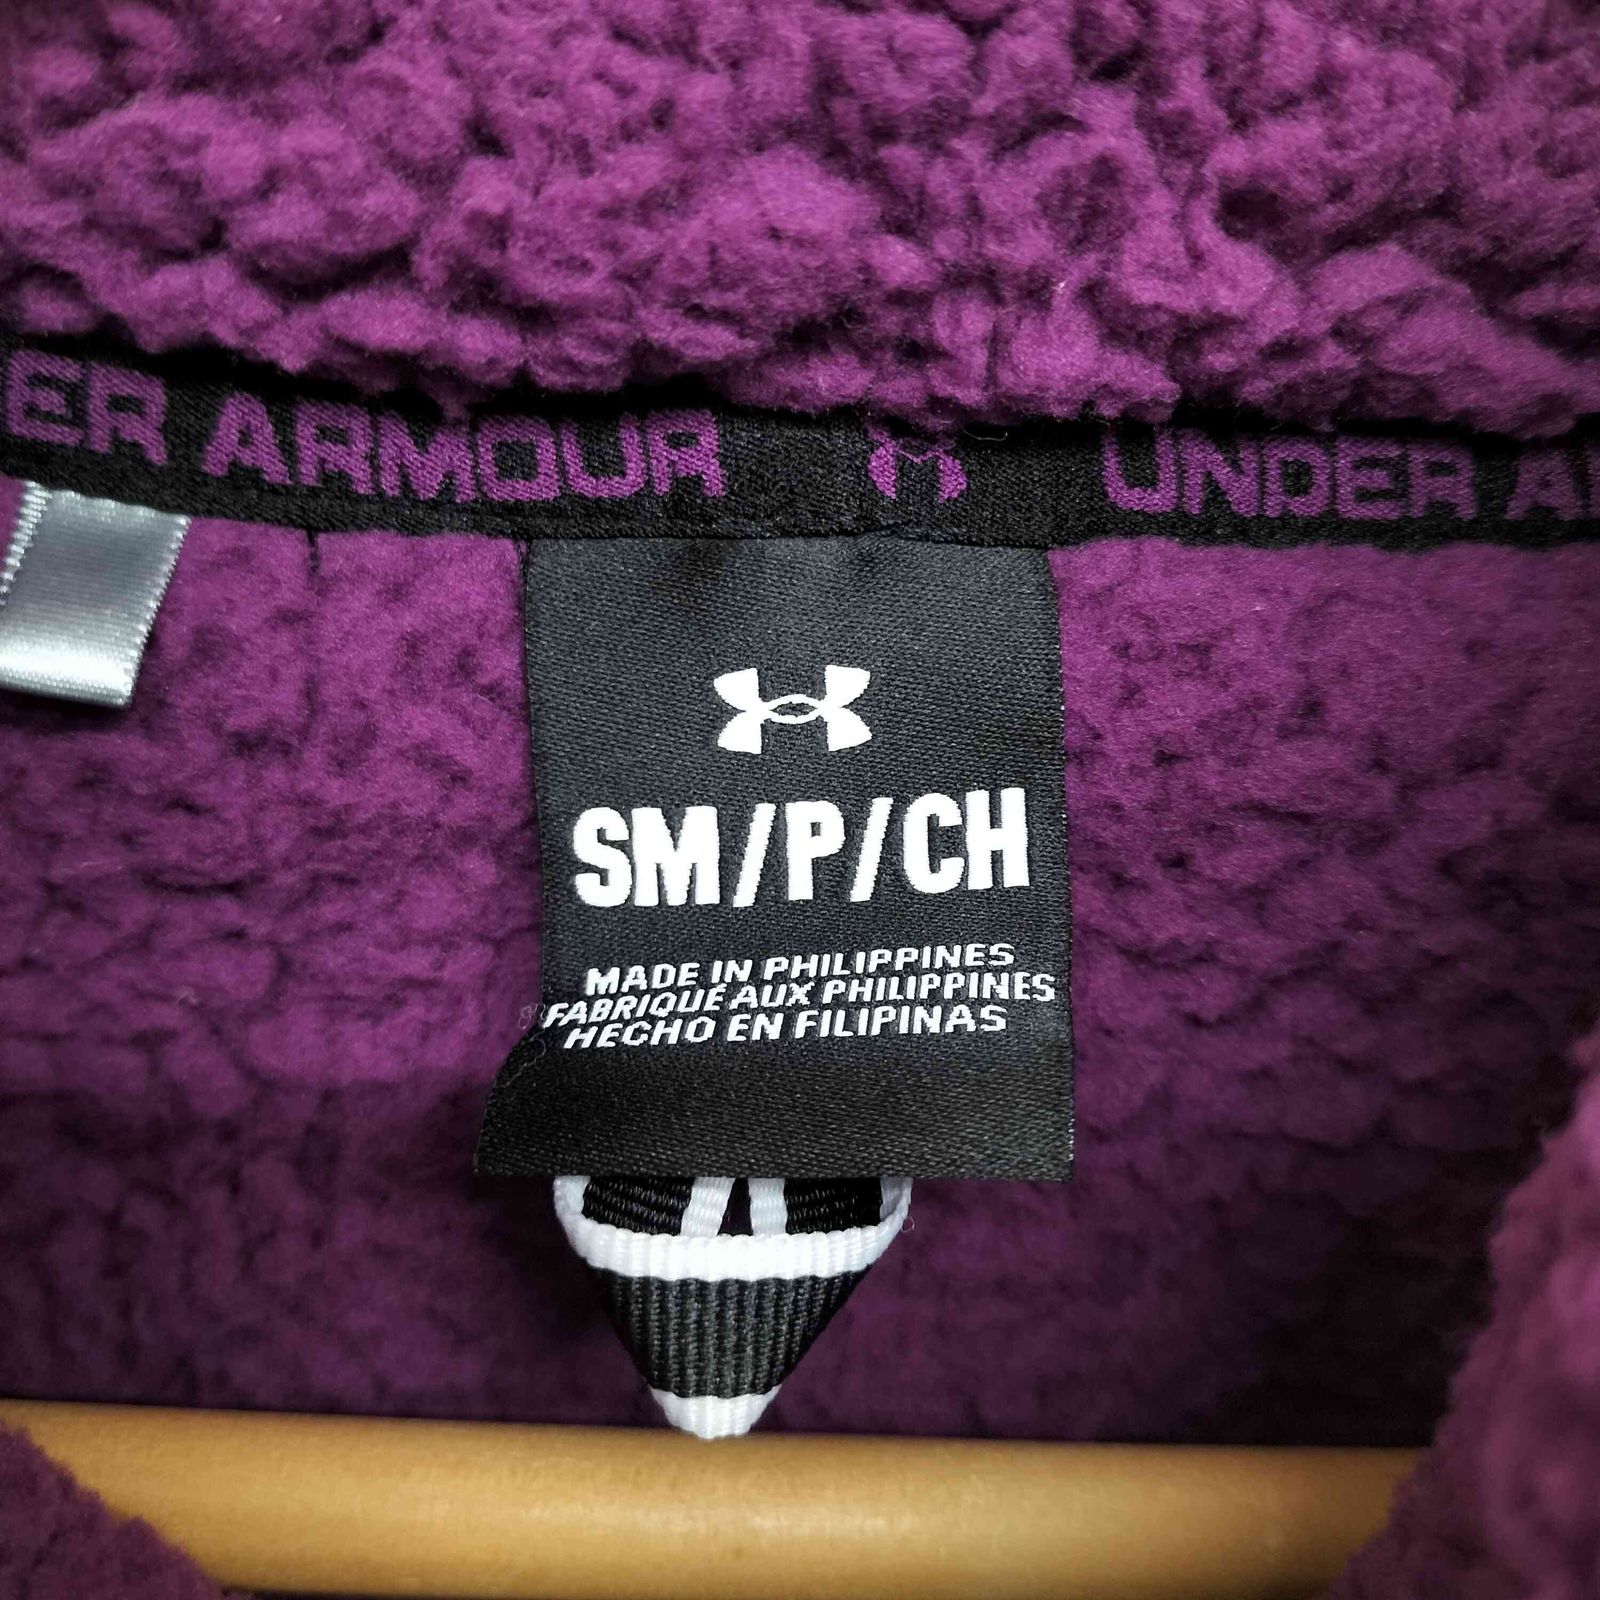 ER ARMOUR UNDER A
SM/P/CH
MADE IN PHILIPPINES
FABRIQUÉ AUX PHILIPPINES
HECHO EN FILIPINAS